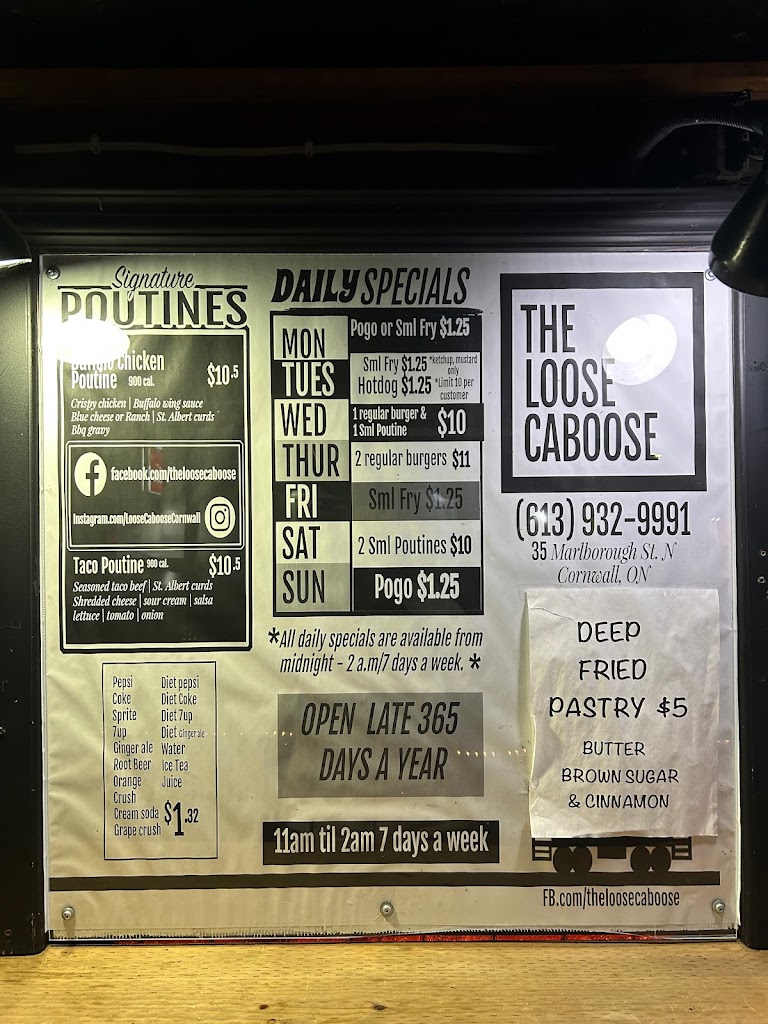 Signature
POUTINES
Buffalo chicken
Poutine 900 cal.
$10.5
Crispy chicken | Buffalo wing sauce
Blue cheese or Ranch | St. Albert curds
Bbq gravy
facebook.com/theloosecaboose
Instagram.com/LooseCabooseCornwall
Taco Poutine 900 cal.
$10.5
Seasoned taco beef | St. Albert curds
Shredded cheese | sour cream | salsa
lettuce | tomato | onion
Pepsi Diet pepsi
Coke Diet Coke
Sprite Diet 7up
7up Diet ginger ale
Ginger ale Water
Root Beer Ice Tea
Orange Juice
Crush
Cream soda
Grape crush
$1.32
DAILY SPECIALS
MON Pogo or Sml Fry $1.25
TUES Sml Fry $1.25 *ketchup, mustard only
Hotdog $1.25 *Limit 10 per customer
WED 1 regular burger &
1 Sml Poutine $10
THUR 2 regular burgers $11
FRI Sml Fry $1.25
SAT 2 Sml Poutines $10
SUN Pogo $1.25
*All daily specials are available from
midnight - 2 a.m/7 days a week. *
OPEN LATE 365
DAYS A YEAR
11am til 2am 7 days a week
THE
LOOSE
CABOOSE
(613) 932-9991
35 Marlborough St. N
Cornwall, ON
DEEP
FRIED
PASTRY $5
BUTTER
BROWN SUGAR
& CINNAMON
FB.com/theloosecaboose